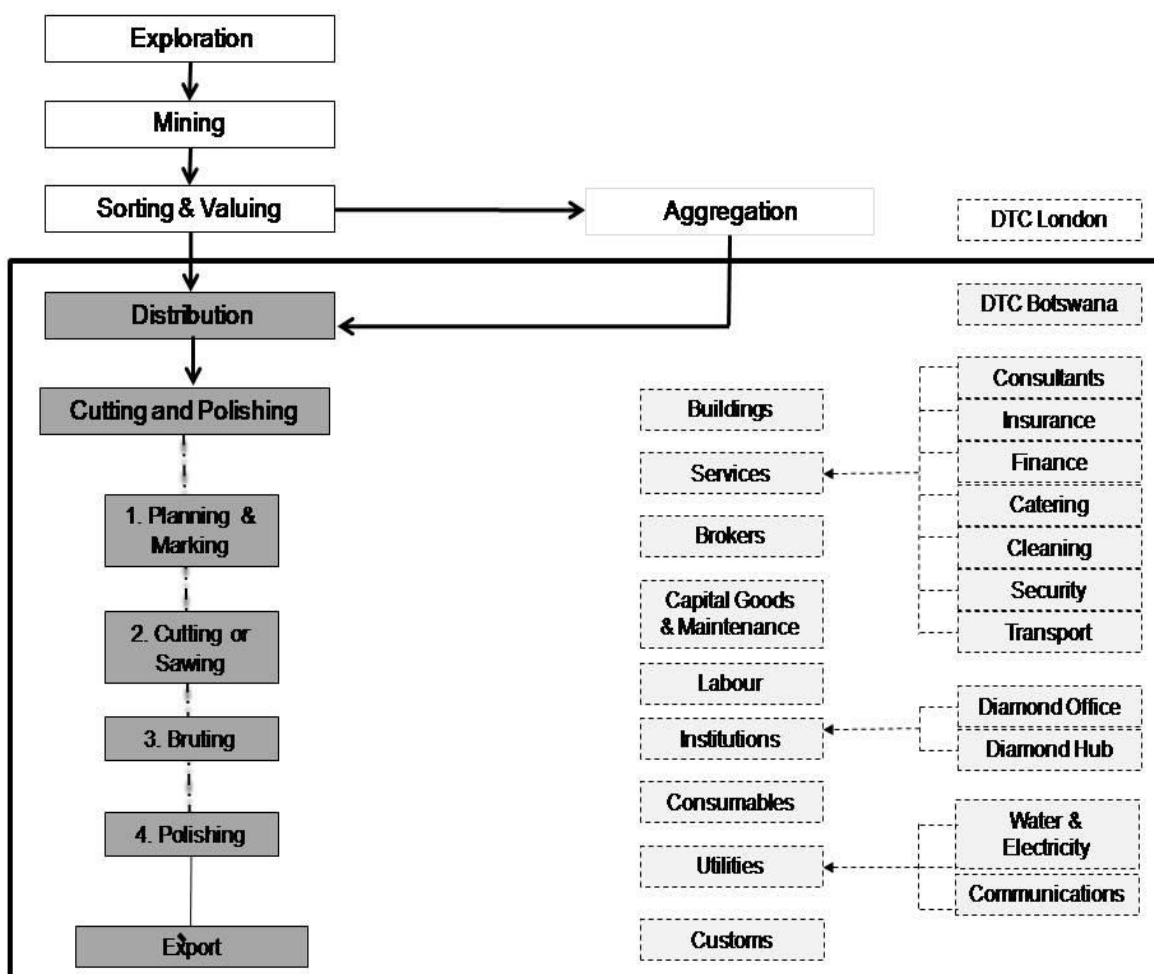 Exploration
Mining
Sorting & Valuing
Aggregation
DTC London
Distribution
DTC Botswana
Cutting and Polishing
1. Planning &
Marking
2. Cutting or
Sawing
3. Bruting
4. Polishing
Export
Buildings
Services
Brokers
Capital Goods
& Maintenance
Labour
Institutions
Consumables
Utilities
Customs
Consultants
Insurance
Finance
Catering
Cleaning
Security
Transport
Diamond Office
Diamond Hub
Water &
Electricity
Communications